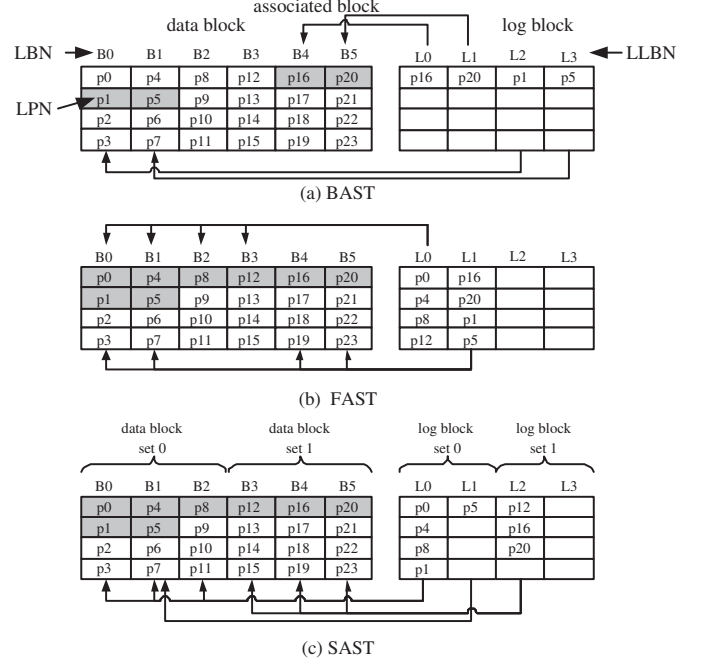 associated block
data block
log block
LBN
B0 B1 B2 B3 B4 B5
L0 L1 L2 L3
LLBN
p0 p4 p8 p12 p16 p20
p16 p20 p1 p5
LPN
p1 p5 p9 p13 p17 p21
p2 p6 p10 p14 p18 p22
p3 p7 p11 p15 p19 p23
(a) BAST
B0 B1 B2 B3 B4 B5
L0 L1 L2 L3
p0 p4 p8 p12 p16 p20
p0 p16
p1 p5 p9 p13 p17 p21
p4 p20
p2 p6 p10 p14 p18 p22
p8 p1
p3 p7 p11 p15 p19 p23
p12 p5
(b) FAST
data block
set 0
data block
set 1
log block
set 0
log block
set 1
B0 B1 B2 B3 B4 B5
L0 L1 L2 L3
p0 p4 p8 p12 p16 p20
p0 p5 p12
p1 p5 p9 p13 p17 p21
p4 p16
p2 p6 p10 p14 p18 p22
p8 p20
p3 p7 p11 p15 p19 p23
p1
(c) SAST